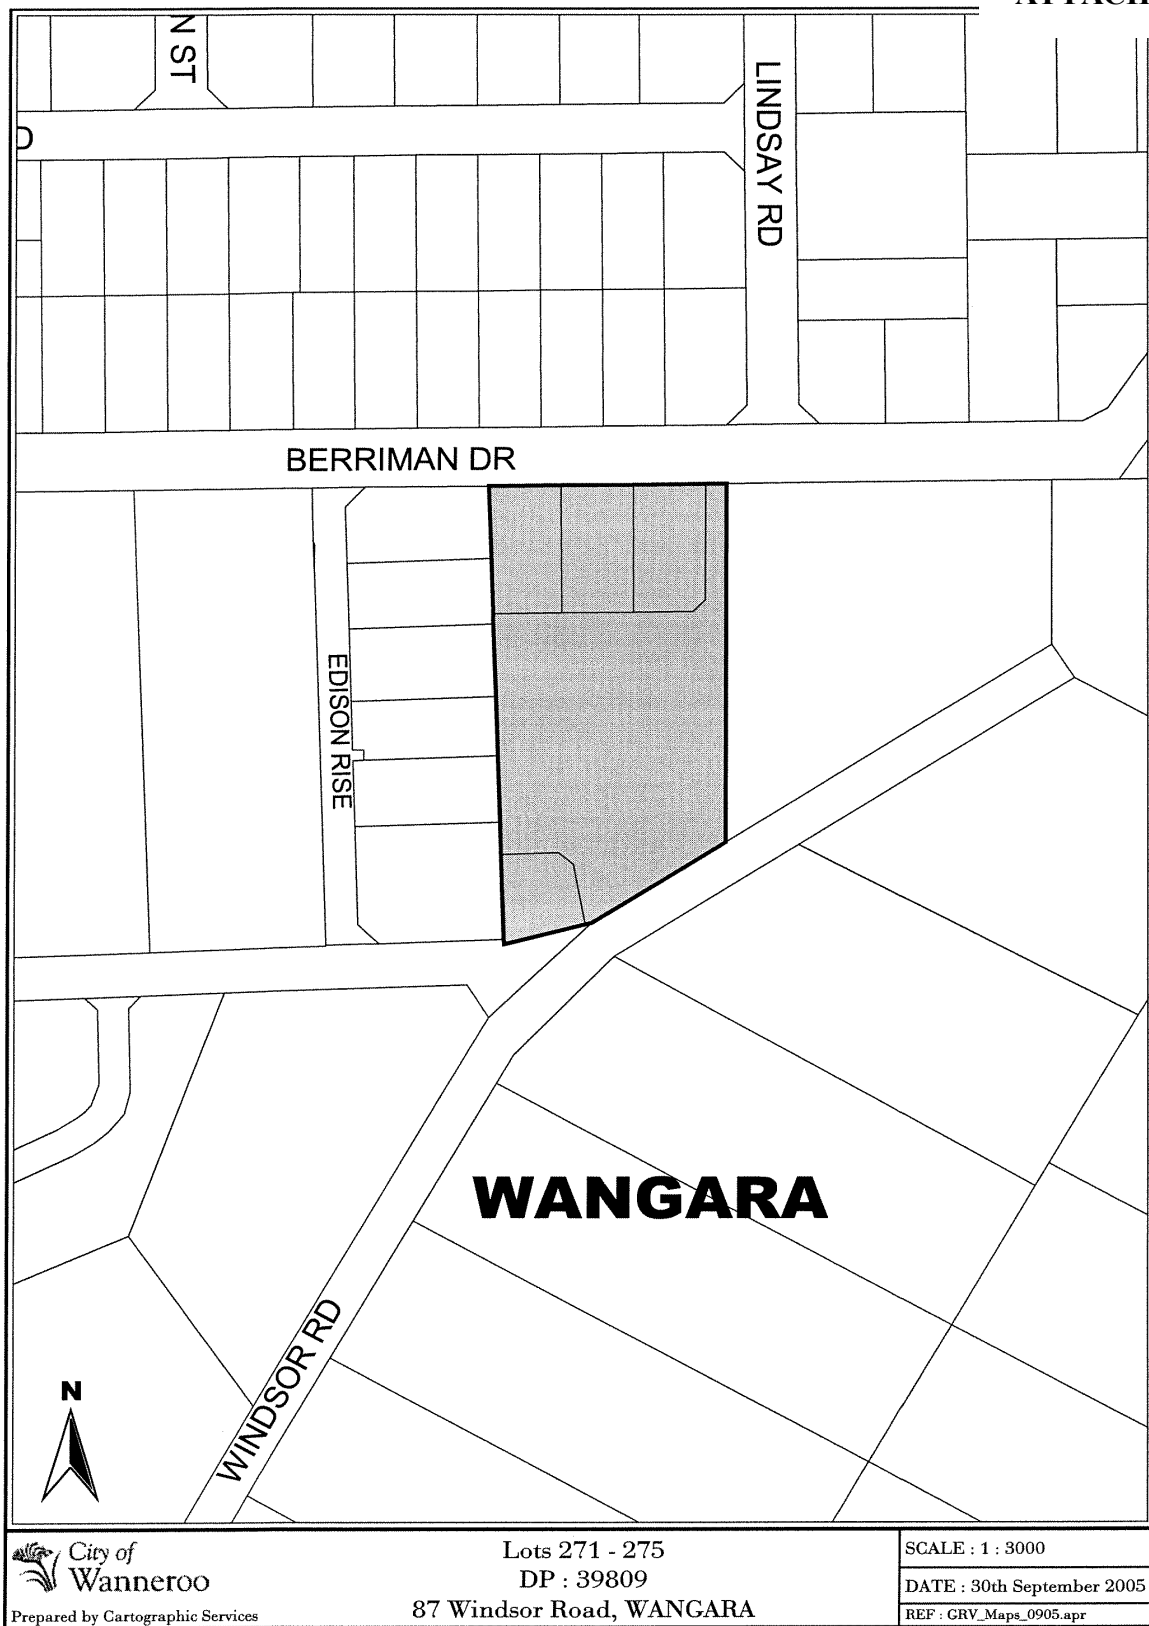 N ST
LINDSAY RD
BERRIMAN DR
EDISON RISE
WANGARA
WINDSOR RD
N
City of
Wanneroo
Prepared by Cartographic Services
Lots 271 - 275
DP : 39809
87 Windsor Road, WANGARA
SCALE : 1 : 3000
DATE : 30th September 2005
REF : GRV_Maps_0905.apr